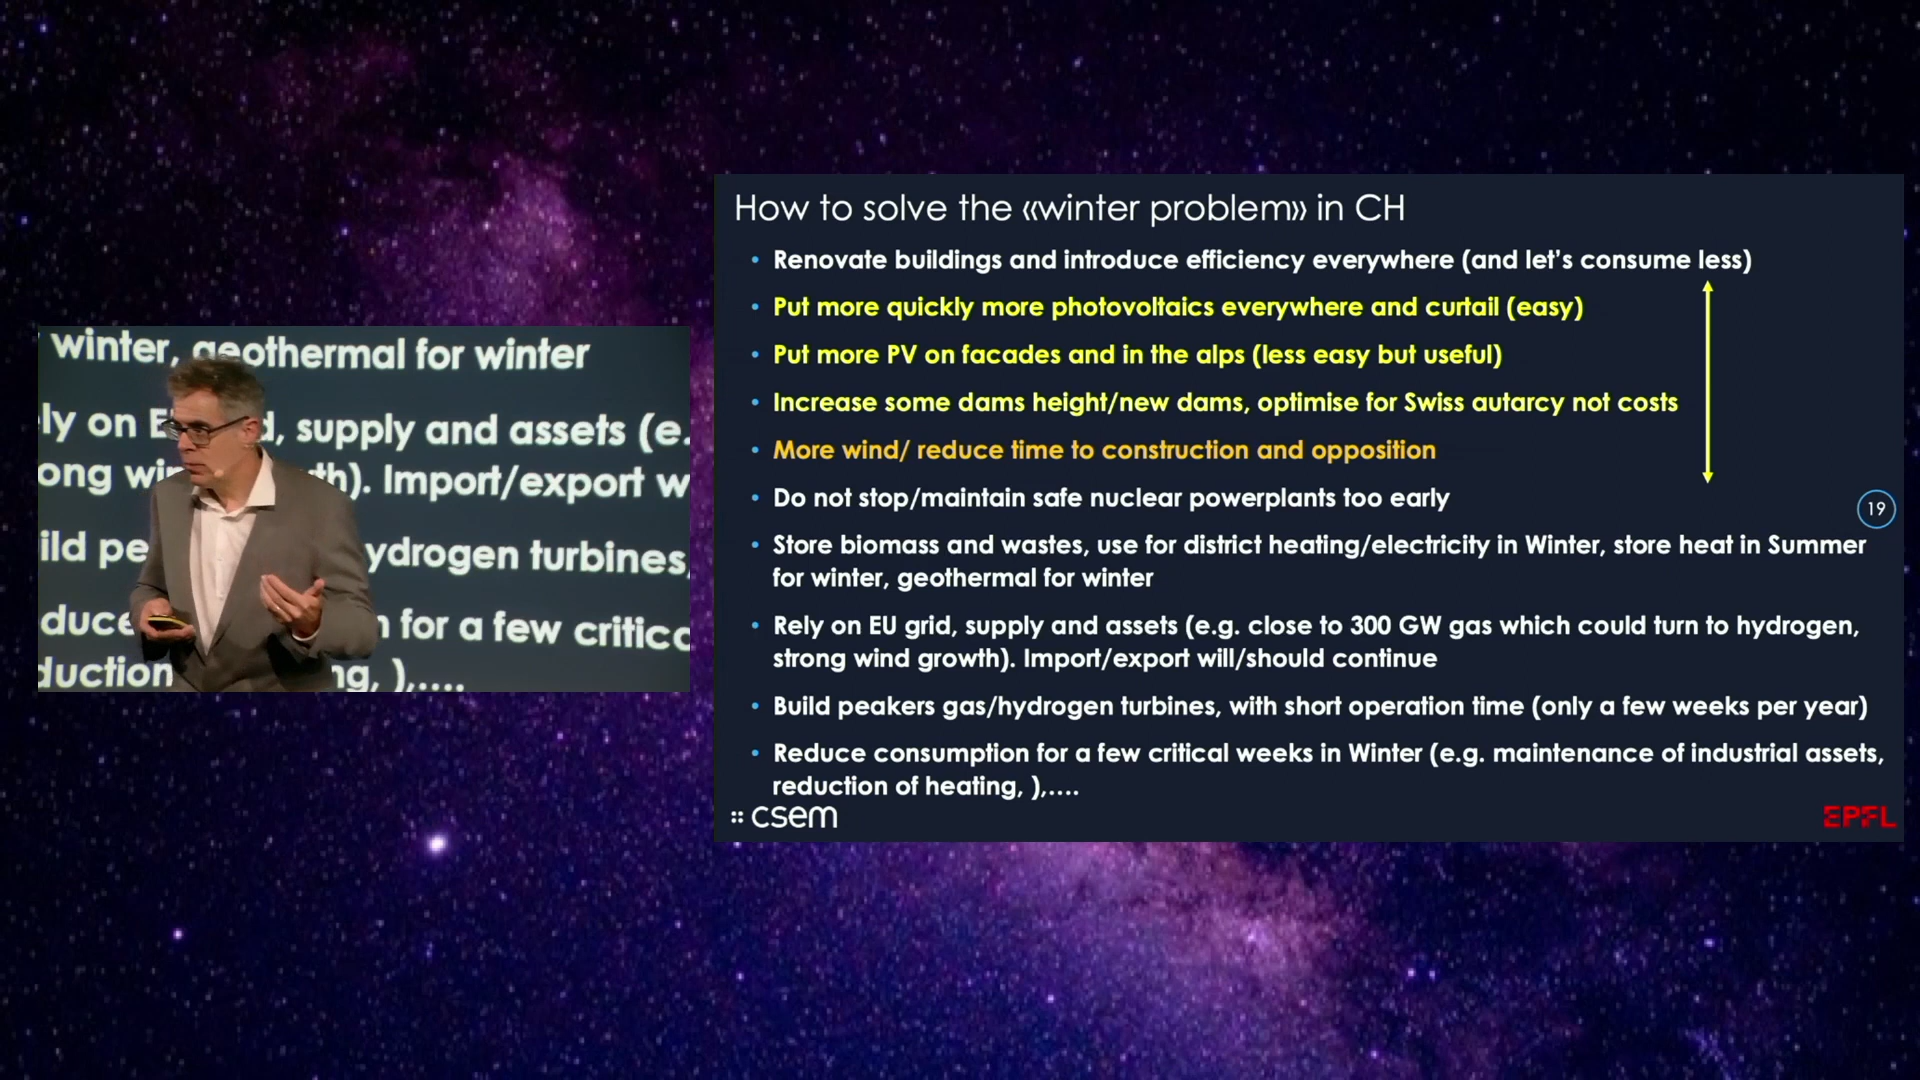 winter, geothermal for winter
ly on E d, supply and assets (e.
ong wi th). Import/export w
ild pe ydrogen turbines,
duce n for a few critic
duction ng, ),....
How to solve the «winter problem» in CH
• Renovate buildings and introduce efficiency everywhere (and let’s consume less)
• Put more quickly more photovoltaics everywhere and curtail (easy)
• Put more PV on facades and in the alps (less easy but useful)
• Increase some dams height/new dams, optimise for Swiss autarcy not costs
• More wind/ reduce time to construction and opposition
• Do not stop/maintain safe nuclear powerplants too early
19
• Store biomass and wastes, use for district heating/electricity in Winter, store heat in Summer
for winter, geothermal for winter
• Rely on EU grid, supply and assets (e.g. close to 300 GW gas which could turn to hydrogen,
strong wind growth). Import/export will/should continue
• Build peakers gas/hydrogen turbines, with short operation time (only a few weeks per year)
• Reduce consumption for a few critical weeks in Winter (e.g. maintenance of industrial assets,
reduction of heating, ),....
csem
EPFL